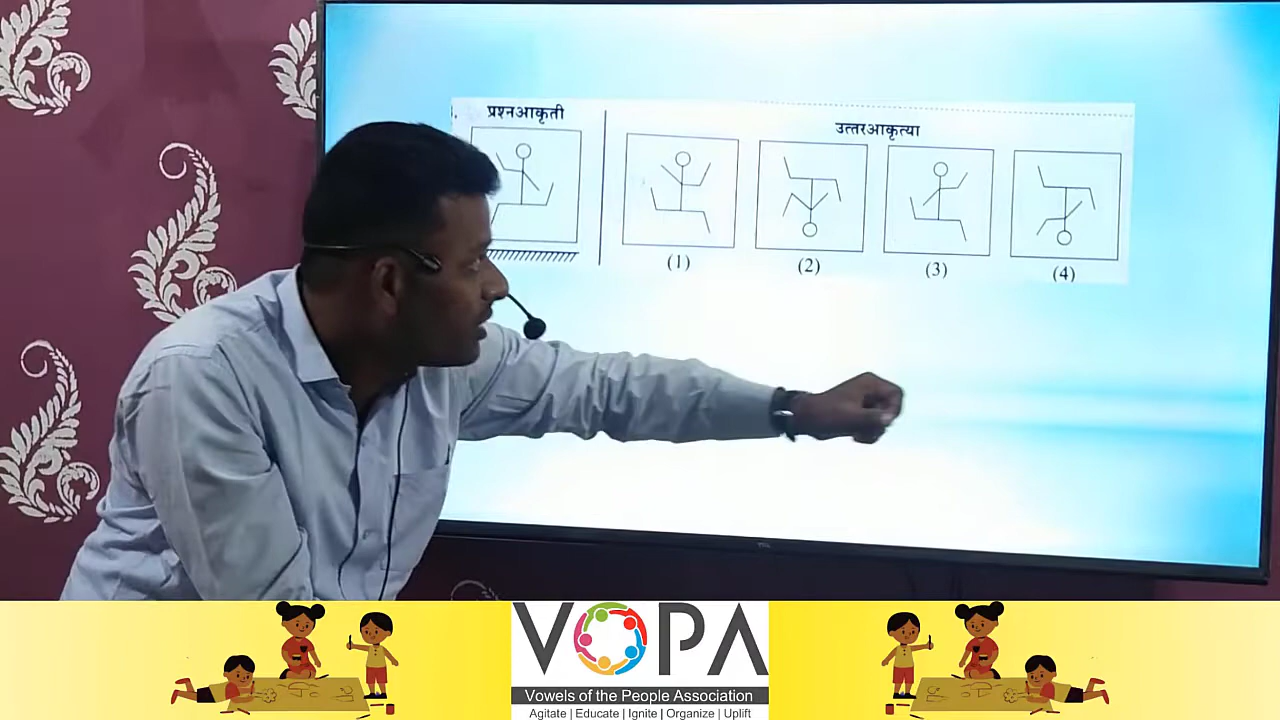 प्रश्नआकृती
उत्तरआकृत्या
(1)
(2)
(3)
(4)
TCL
VOPA
Vowels of the People Association
Agitate | Educate | Ignite | Organize | Uplift